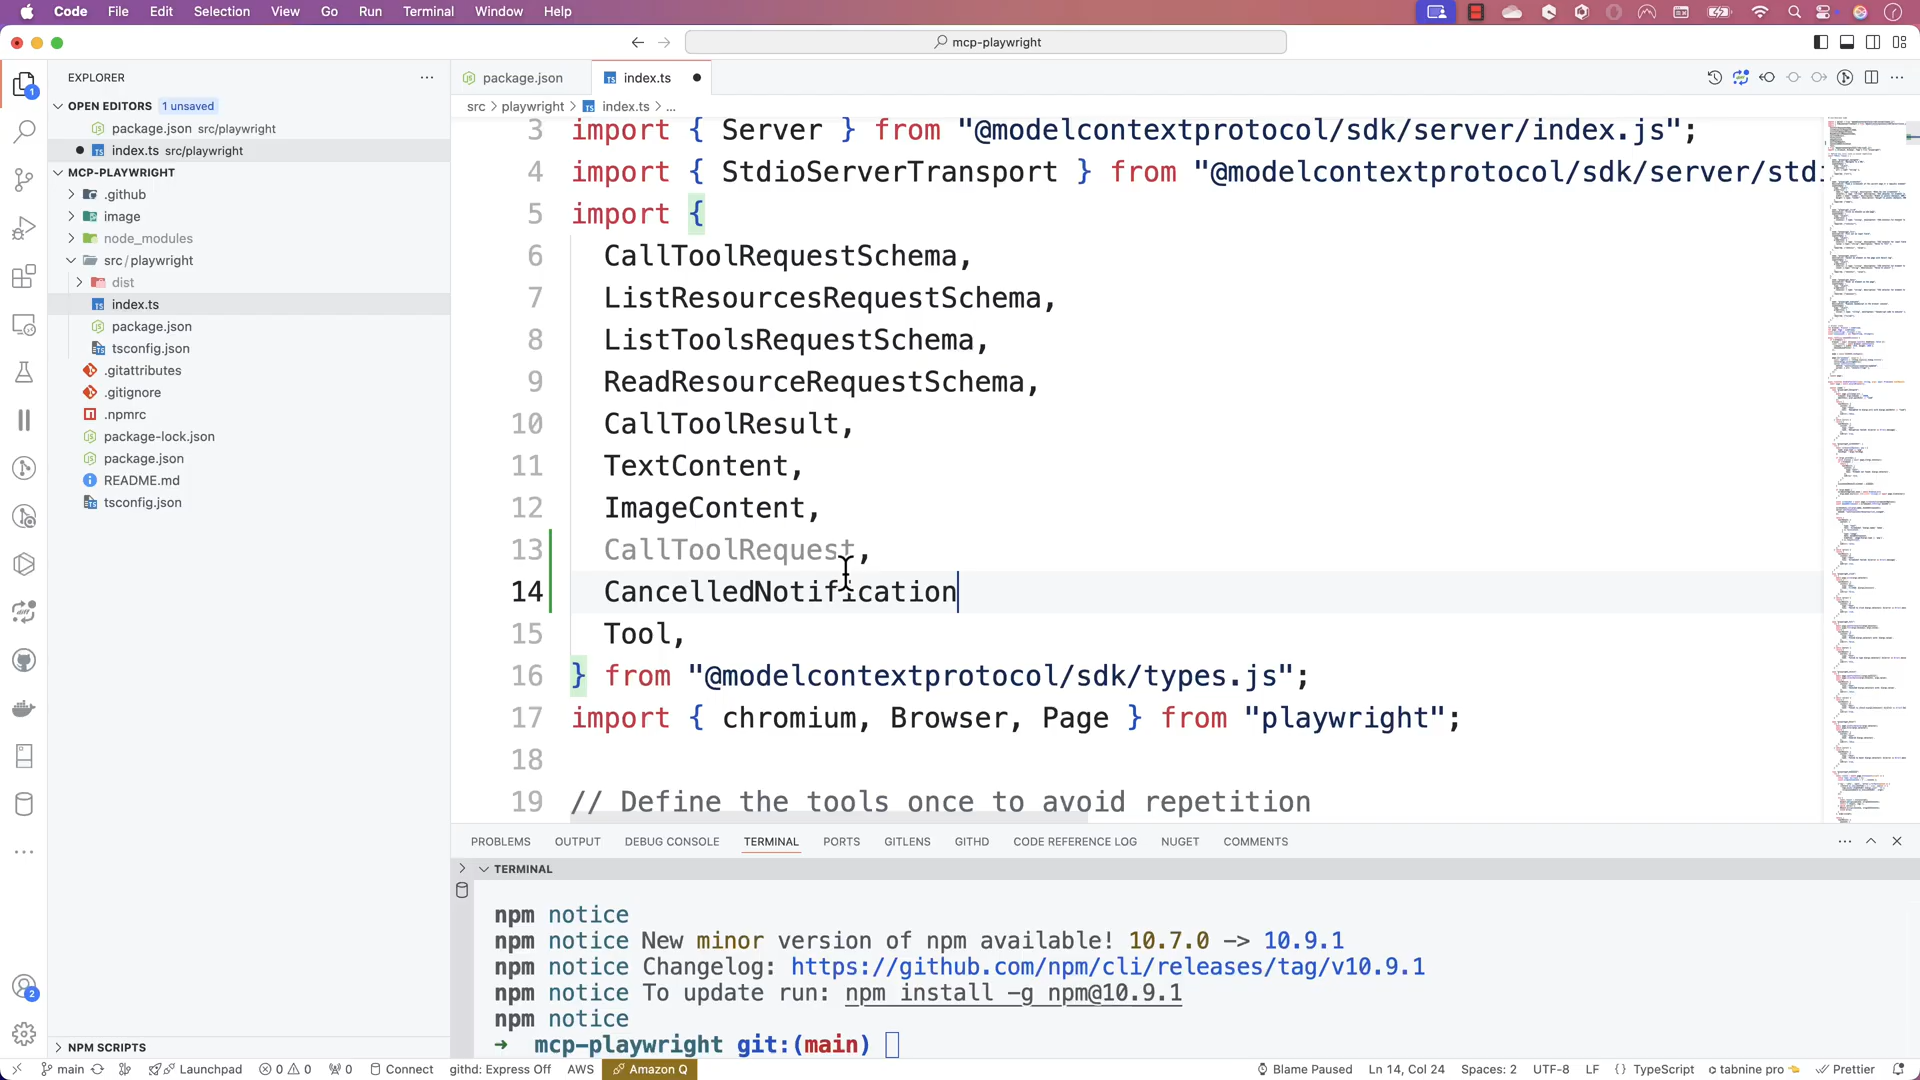 Code File Edit Selection View Go Run Terminal Window Help
mcp-playwright
EXPLORER
OPEN EDITORS 1 unsaved
package.json src/playwright
index.ts src/playwright
MCP-PLAYWRIGHT
.github
image
node_modules
src/playwright
dist
index.ts
package.json
tsconfig.json
.gitattributes
.gitignore
.npmrc
package-lock.json
package.json
README.md
tsconfig.json
NPM SCRIPTS
package.json index.ts
src > playwright > index.ts > ...
3 import { Server } from "@modelcontextprotocol/sdk/server/index.js";
4 import { StdioServerTransport } from "@modelcontextprotocol/sdk/server/std
5 import {
6 CallToolRequestSchema,
7 ListResourcesRequestSchema,
8 ListToolsRequestSchema,
9 ReadResourceRequestSchema,
10 CallToolResult,
11 TextContent,
12 ImageContent,
13 CallToolRequest,
14 CancelledNotification
15 Tool,
16 } from "@modelcontextprotocol/sdk/types.js";
17 import { chromium, Browser, Page } from "playwright";
18
19 // Define the tools once to avoid repetition
PROBLEMS OUTPUT DEBUG CONSOLE TERMINAL PORTS GITLENS GITHD CODE REFERENCE LOG NUGET COMMENTS
TERMINAL
npm notice
npm notice New minor version of npm available! 10.7.0 -> 10.9.1
npm notice Changelog: https://github.com/npm/cli/releases/tag/v10.9.1
npm notice To update run: npm install -g npm@10.9.1
npm notice
➜ mcp-playwright git:(main)
main Launchpad 0 0 0 Connect githd: Express Off AWS Amazon Q Blame Paused Ln 14, Col 24 Spaces: 2 UTF-8 LF {} TypeScript tabnine pro Prettier
1
2